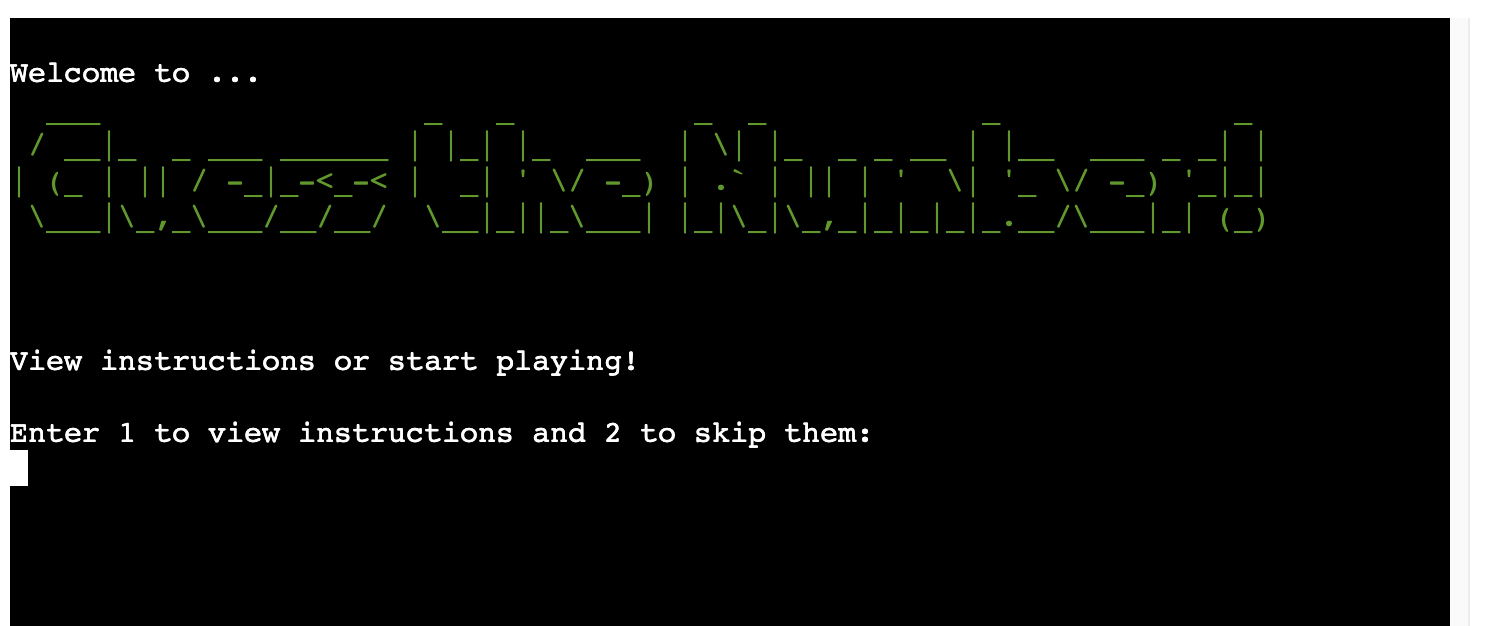 Welcome to ...
Guess the Number!
View instructions or start playing!
Enter 1 to view instructions and 2 to skip them: